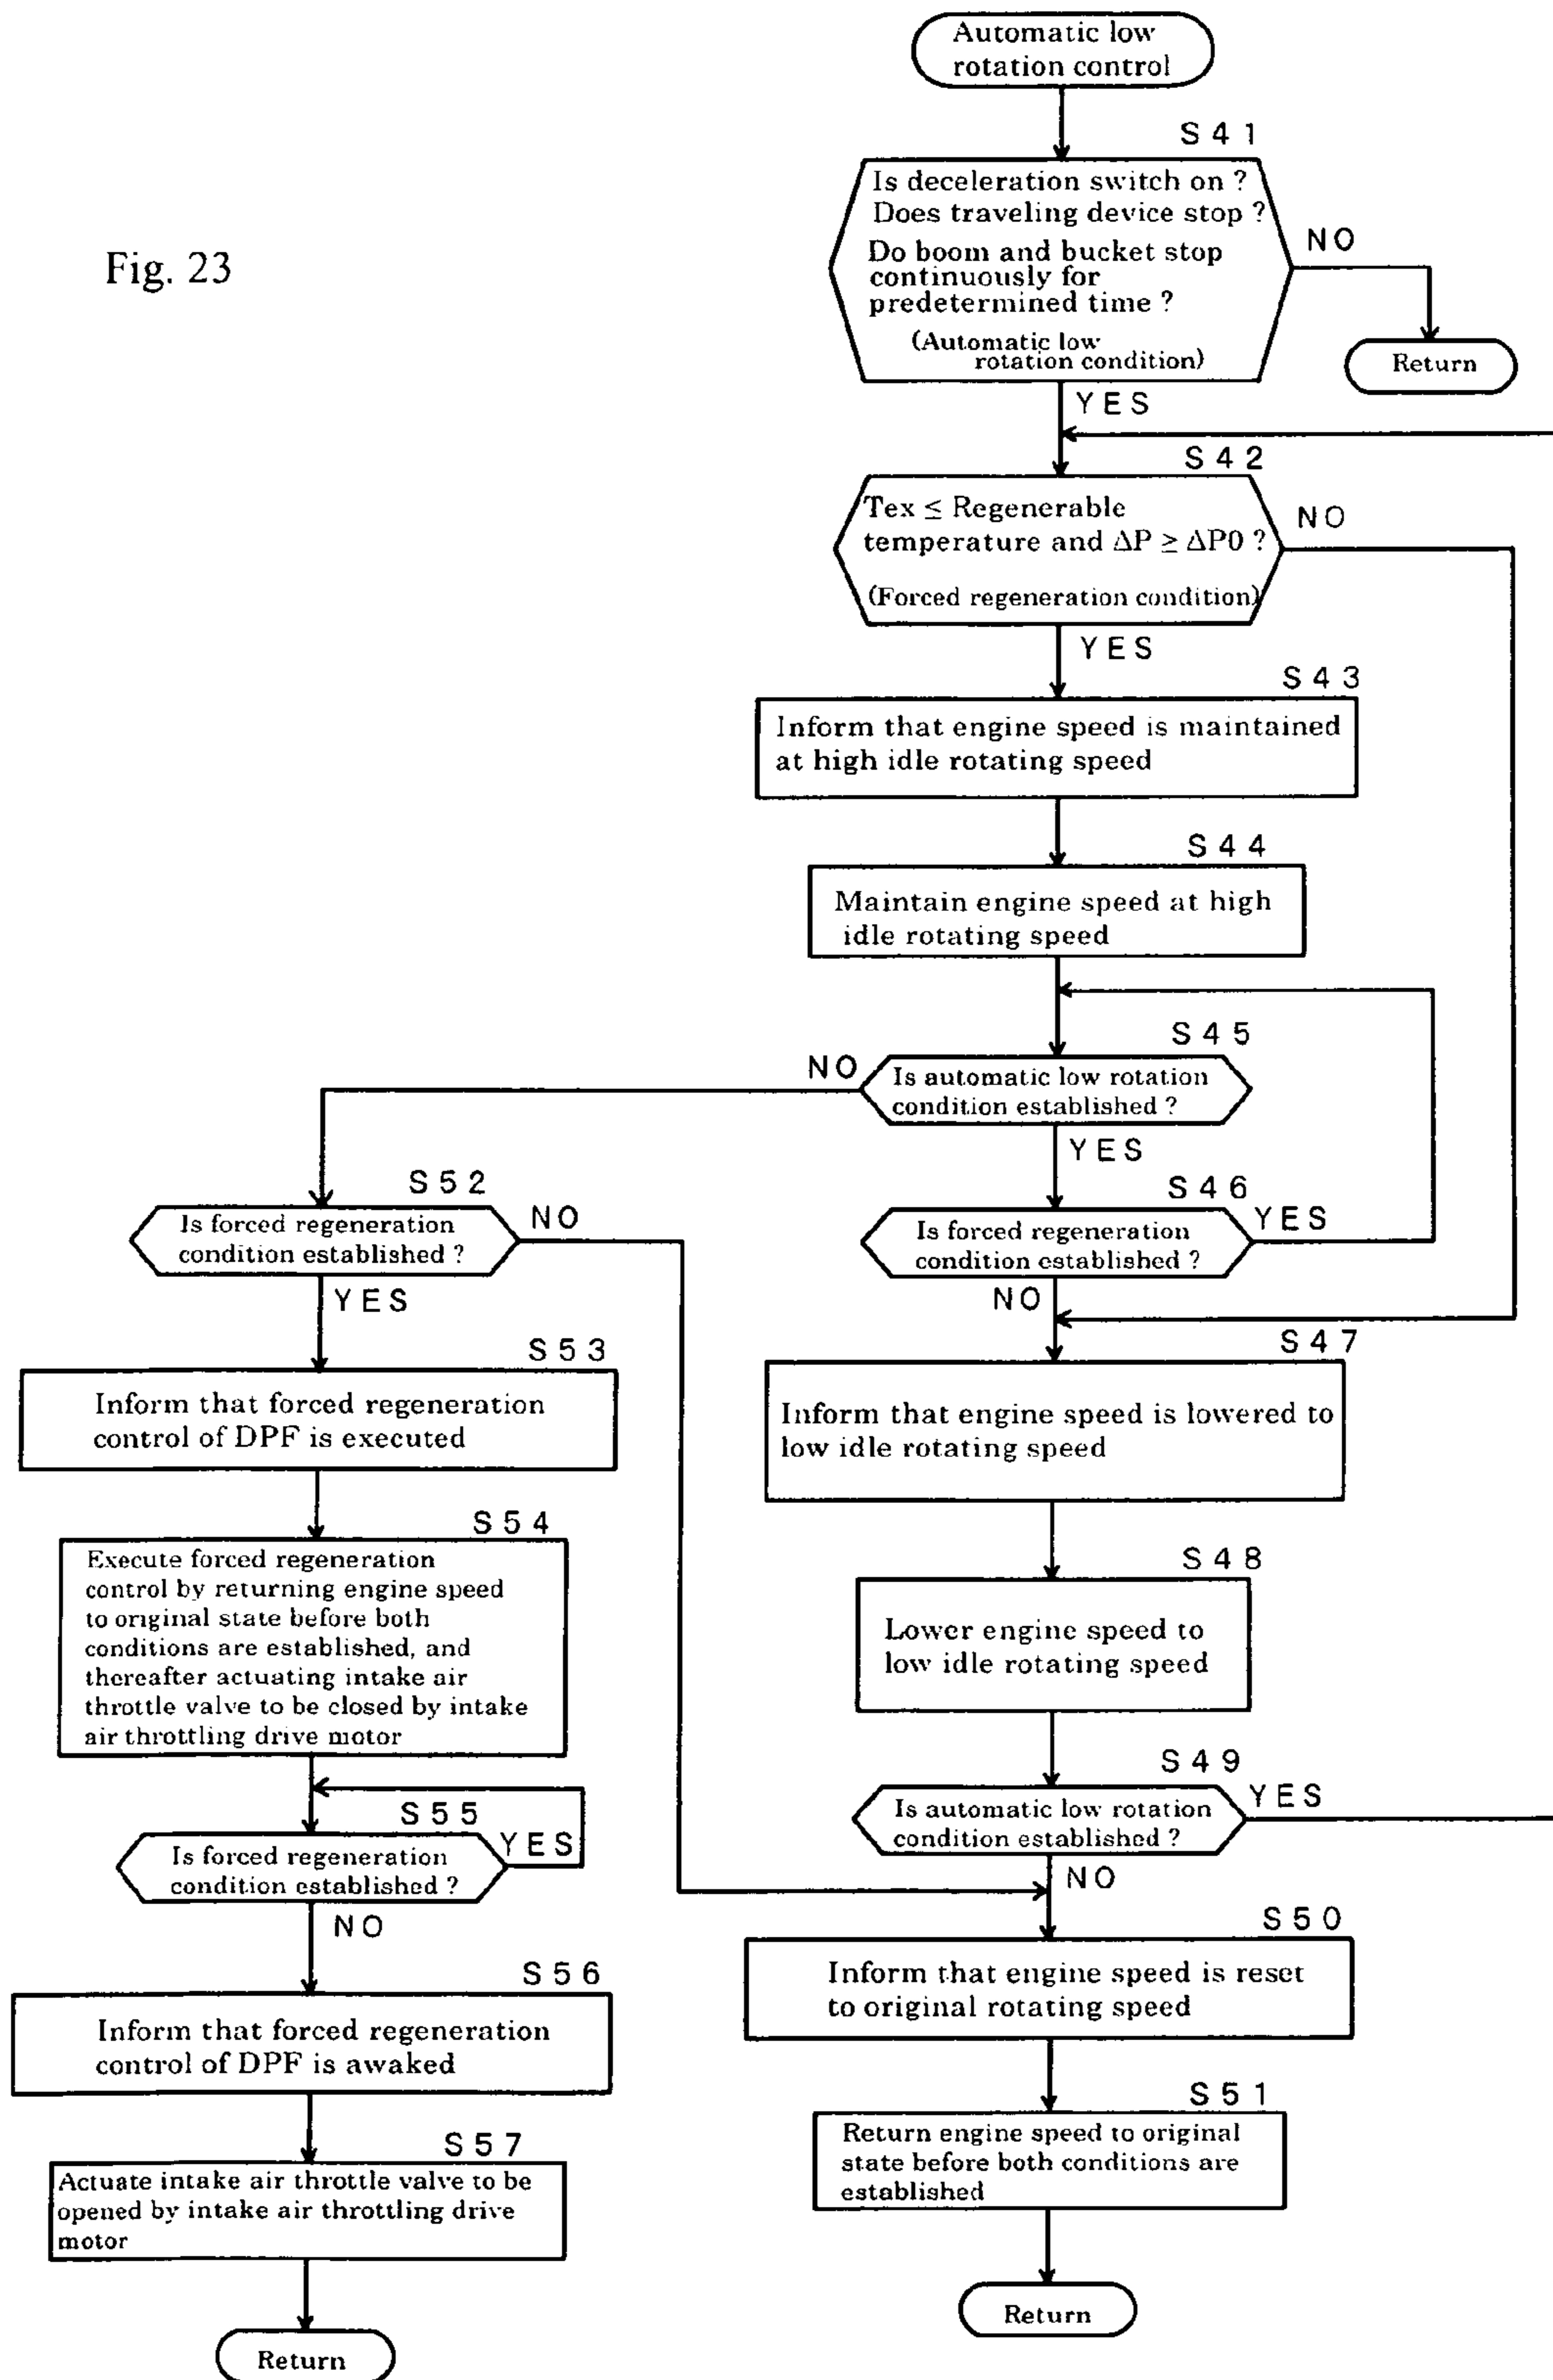 Fig. 23
Automatic low
rotation control
S41
Is deceleration switch on ?
Does traveling device stop ?
Do boom and bucket stop
continuously for
predetermined time ?
(Automatic low
rotation condition)
NO
Return
YES
S42
Tex ≤ Regenerable
temperature and ΔP ≥ ΔP0 ?
(Forced regeneration condition)
NO
YES
S43
Inform that engine speed is maintained
at high idle rotating speed
S44
Maintain engine speed at high
idle rotating speed
S45
Is automatic low rotation
condition established ?
NO
YES
S46
Is forced regeneration
condition established ?
YES
NO
S47
Inform that engine speed is lowered to
low idle rotating speed
S48
Lower engine speed to
low idle rotating speed
S49
Is automatic low rotation
condition established ?
YES
NO
S50
Inform that engine speed is reset
to original rotating speed
S51
Return engine speed to original
state before both conditions are
established
Return
S52
Is forced regeneration
condition established ?
NO
YES
S53
Inform that forced regeneration
control of DPF is executed
S54
Execute forced regeneration
control by returning engine speed
to original state before both
conditions are established, and
thereafter actuating intake air
throttle valve to be closed by intake
air throttling drive motor
S55
Is forced regeneration
condition established ?
YES
NO
S56
Inform that forced regeneration
control of DPF is awaked
S57
Actuate intake air throttle valve to be
opened by intake air throttling drive
motor
Return